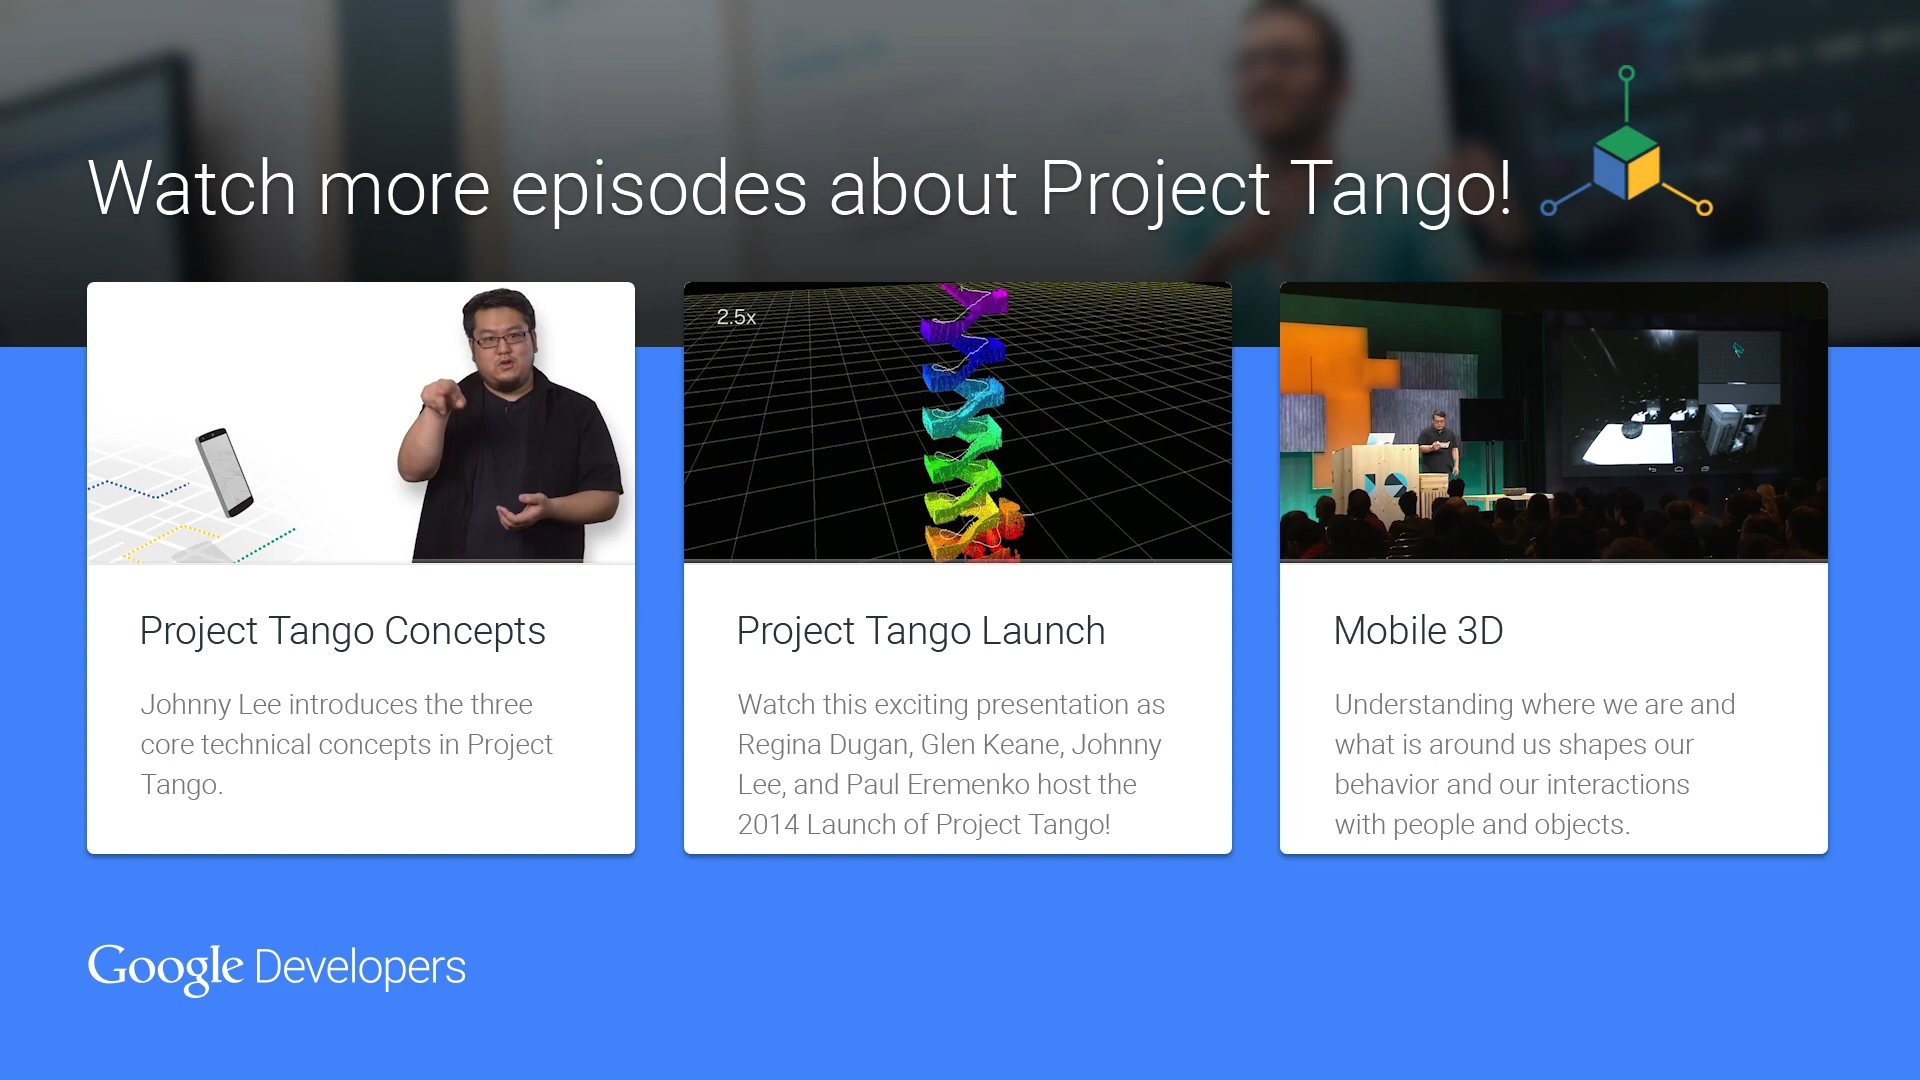 Watch more episodes about Project Tango!
2.5x
Project Tango Concepts
Johnny Lee introduces the three
core technical concepts in Project
Tango.
Project Tango Launch
Watch this exciting presentation as
Regina Dugan, Glen Keane, Johnny
Lee, and Paul Eremenko host the
2014 Launch of Project Tango!
Mobile 3D
Understanding where we are and
what is around us shapes our
behavior and our interactions
with people and objects.
Google Developers